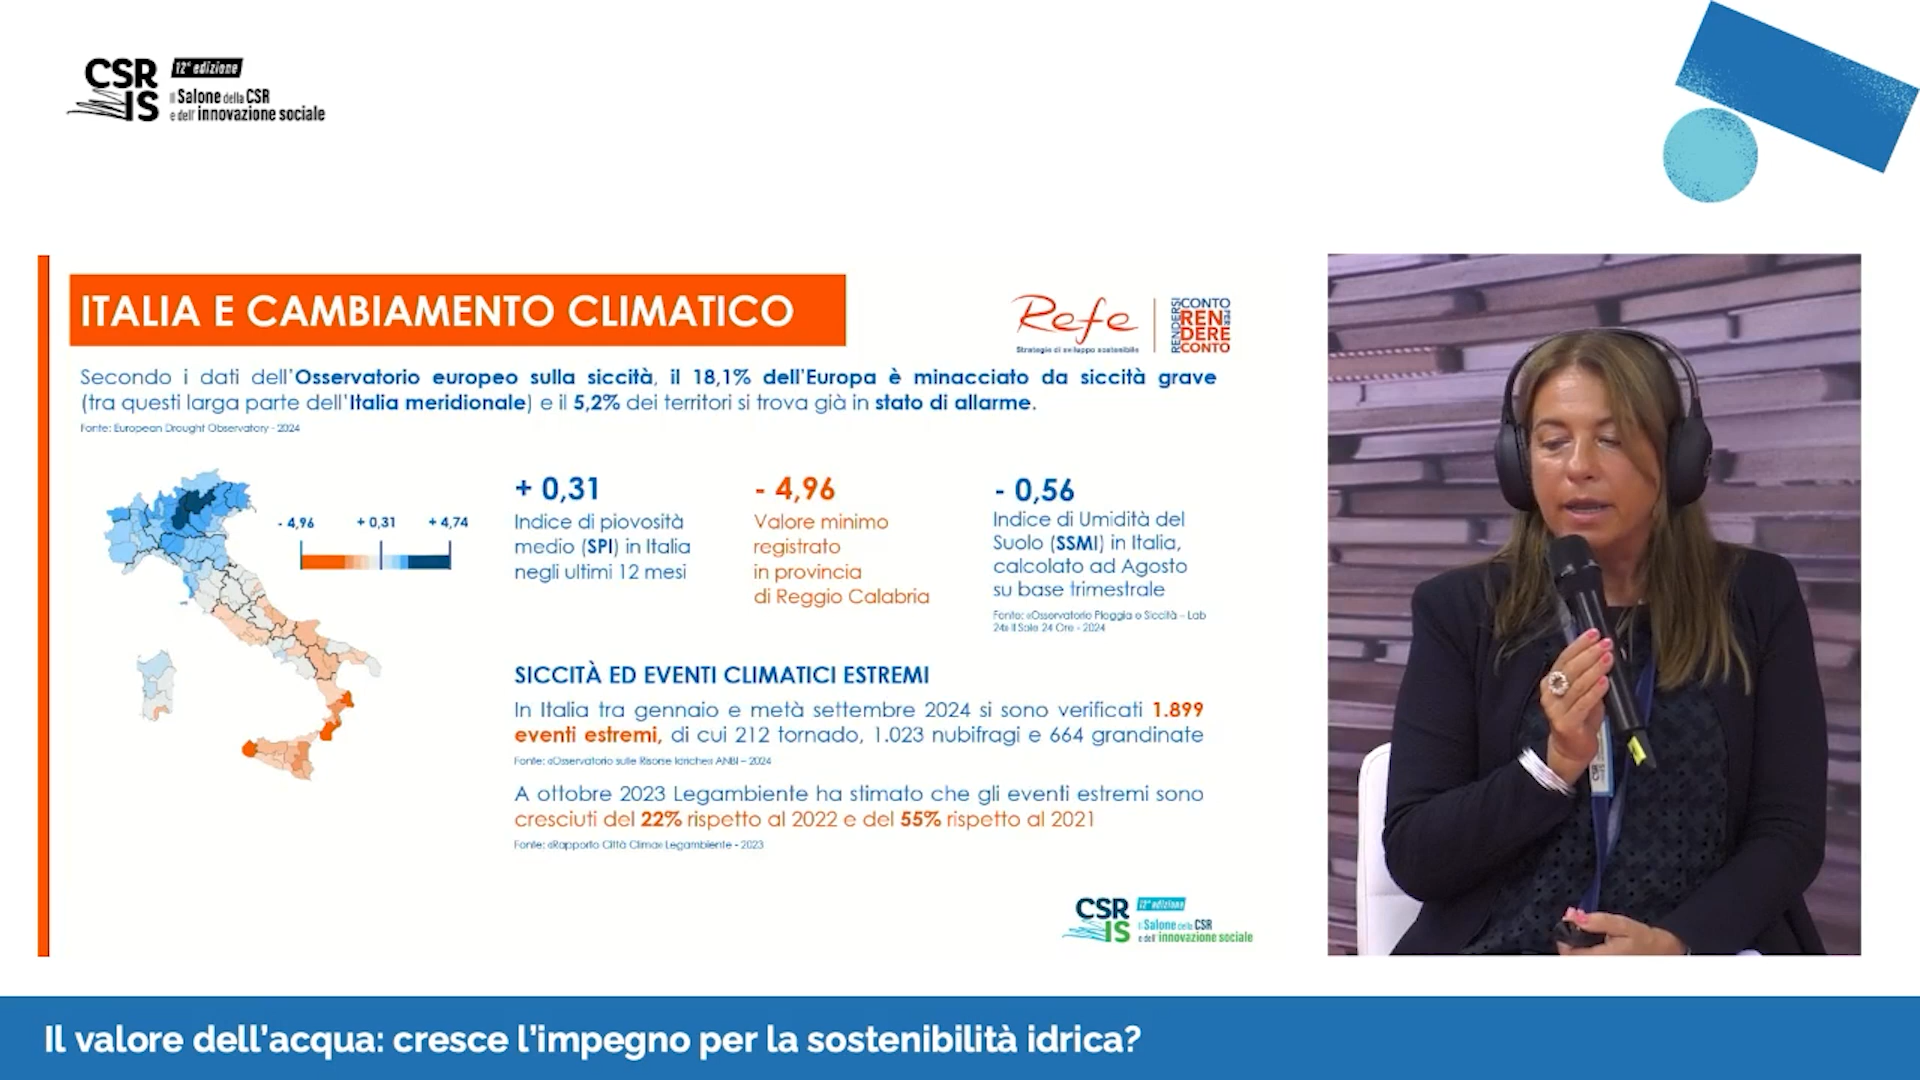 CSR
IS
12ª edizione
Il Salone della CSR
e dell'innovazione sociale
ITALIA E CAMBIAMENTO CLIMATICO
Refe
Strategie di sviluppo sostenibile
RENDERSI
CONTO
PER
REN
DERE
CONTO
Secondo i dati dell'Osservatorio europeo sulla siccità, il 18,1% dell'Europa è minacciato da siccità grave
(tra questi larga parte dell'Italia meridionale) e il 5,2% dei territori si trova già in stato di allarme.
Fonte: European Drought Observatory - 2024
- 4,96 + 0,31 + 4,74
+ 0,31
Indice di piovosità
medio (SPI) in Italia
negli ultimi 12 mesi
- 4,96
Valore minimo
registrato
in provincia
di Reggio Calabria
- 0,56
Indice di Umidità del
Suolo (SSMI) in Italia,
calcolato ad Agosto
su base trimestrale
Fonte: «Osservatorio Pioggia e Siccità – Lab
24» Il Sole 24 Ore - 2024
SICCITÀ ED EVENTI CLIMATICI ESTREMI
In Italia tra gennaio e metà settembre 2024 si sono verificati 1.899
eventi estremi, di cui 212 tornado, 1.023 nubifragi e 664 grandinate
Fonte: «Osservatorio sulle Risorse Idriche» ANBI – 2024
A ottobre 2023 Legambiente ha stimato che gli eventi estremi sono
cresciuti del 22% rispetto al 2022 e del 55% rispetto al 2021
Fonte: «Rapporto Città Clima» Legambiente - 2023
CSR
IS
12ª edizione
Il Salone della CSR
e dell'innovazione sociale
Il valore dell'acqua: cresce l'impegno per la sostenibilità idrica?